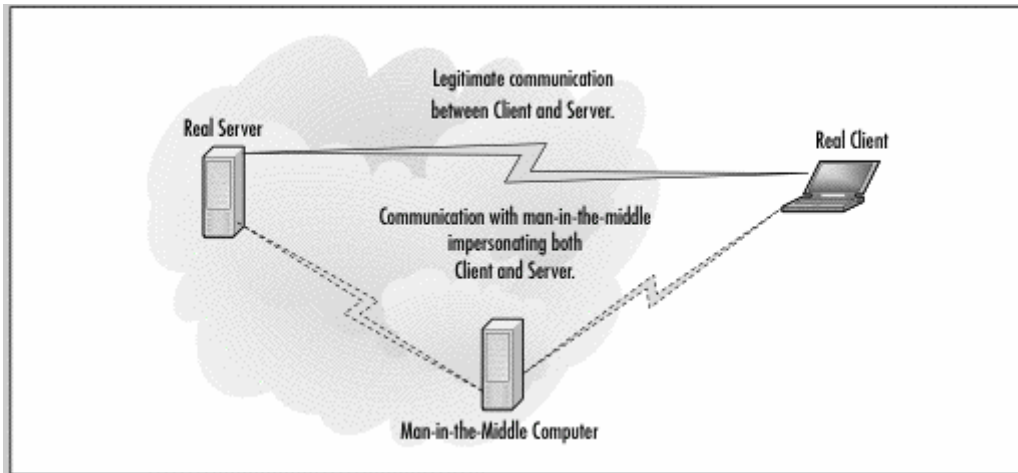 Legitimate communication
between Client and Server.
Real Server
Real Client
Communication with man-in-the-middle
impersonating both
Client and Server.
Man-in-the-Middle Computer